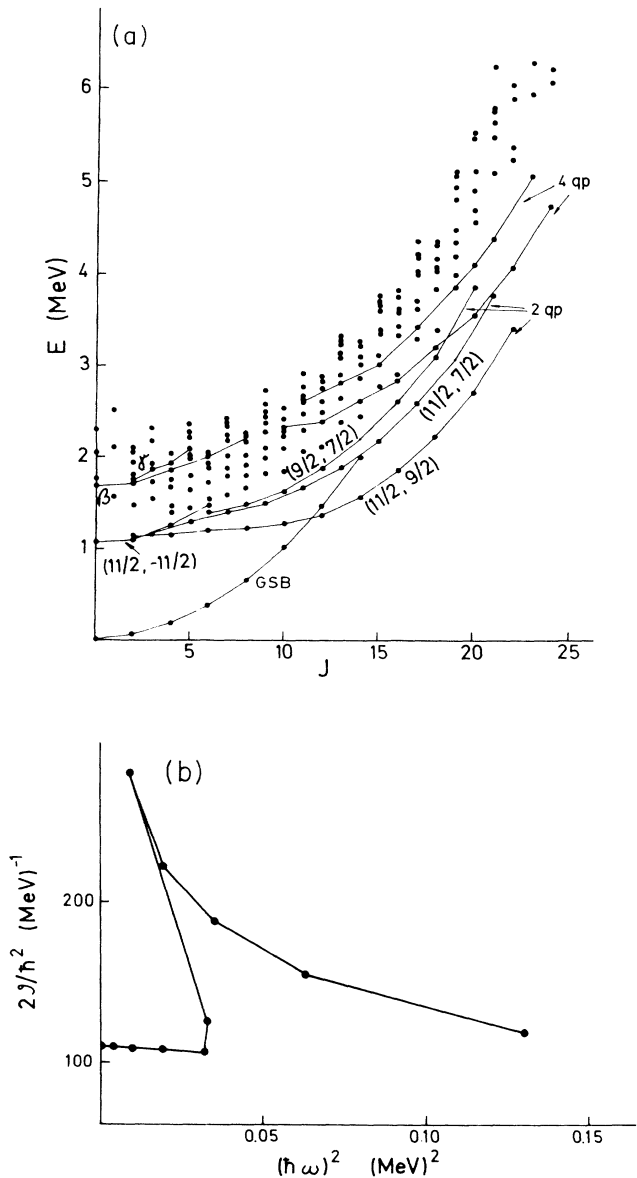 (a)
6
5
4
3
2
1
0
E (MeV)
4 qp
2 qp
(11/2, 7/2)
(9/2, 7/2)
(11/2, 9/2)
γ
β
(11/2, -11/2)
GSB
5 10 15 20 25
J
(b)
200
100
2𝓘/ħ² (MeV)⁻¹
0.05 0.10 0.15
(ħω)² (MeV)²